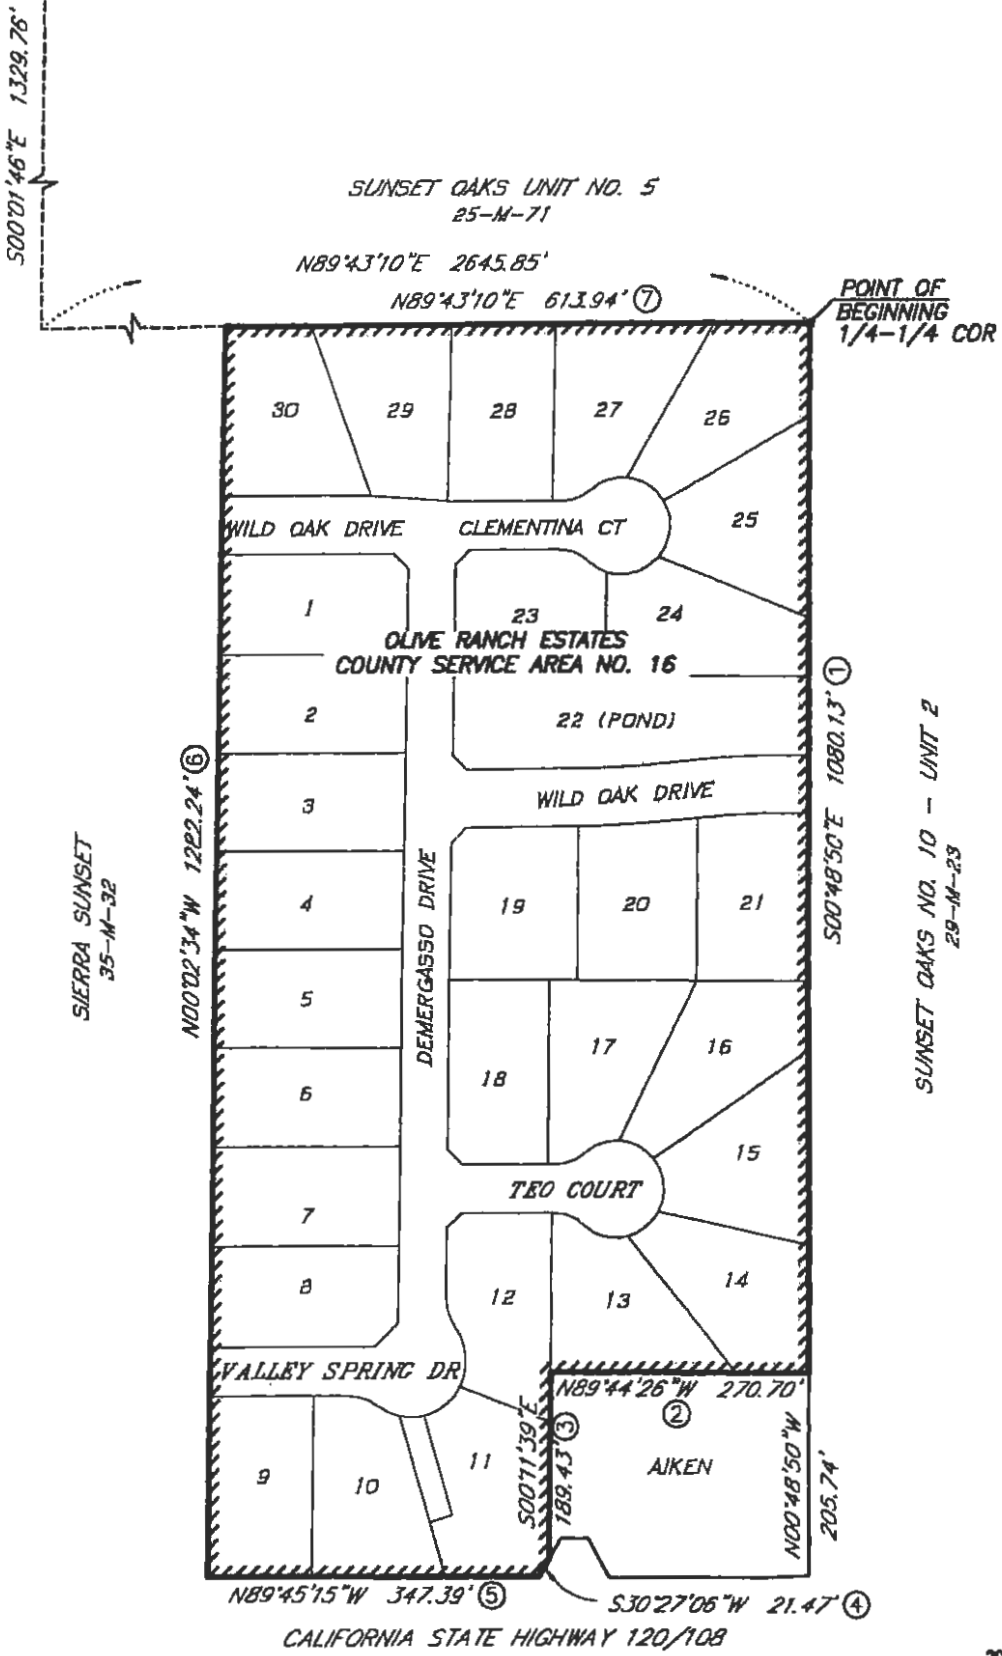 S00°01'46"E 1329.76'
SUNSET OAKS UNIT NO. 5
25-M-71
N89°43'10"E 2645.85'
N89°43'10"E 613.94' 7
POINT OF
BEGINNING
1/4-1/4 COR
30
29
28
27
26
25
WILD OAK DRIVE
CLEMENTINA CT
1
23
24
OLIVE RANCH ESTATES
COUNTY SERVICE AREA NO. 16
2
22 (POND)
S00°48'50"E 1080.13' 1
SUNSET OAKS NO. 10 - UNIT 2
29-M-23
N00°02'34"W 1282.24' 6
SIERRA SUNSET
35-M-32
3
WILD OAK DRIVE
4
DEMERGASSO DRIVE
19
20
21
5
6
18
17
16
15
7
TEO COURT
8
12
13
14
VALLEY SPRING DR
N89°44'26"W 270.70'
2
S00°11'39"E
189.43' 3
9
10
11
AIKEN
N00°48'50"W
205.74'
N89°45'15"W 347.39' 5
S30°27'06"W 21.47' 4
CALIFORNIA STATE HIGHWAY 120/108